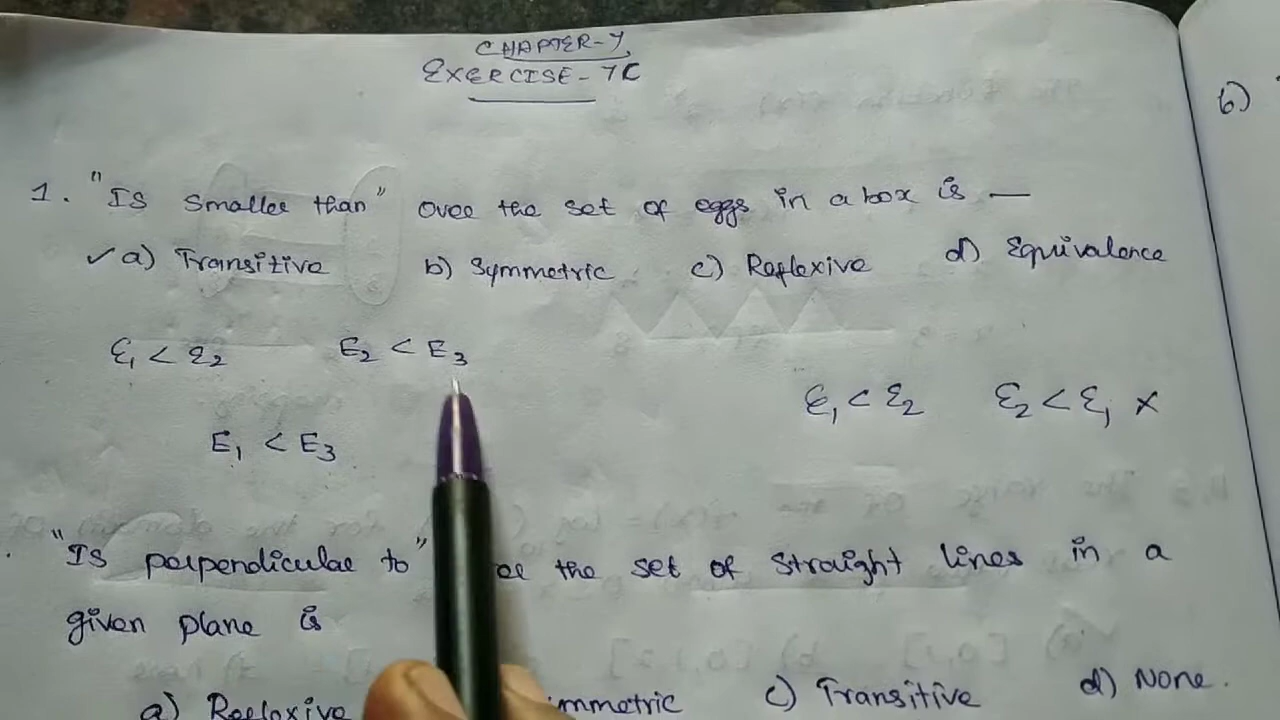 CHAPTER-7
EXERCISE-7C
6)
1. "Is smaller than" over the set of eggs in a box is —
✓ a) Transitive b) Symmetric c) Reflexive d) Equivalence
E₁ < E₂ E₂ < E₃
E₁ < E₂ E₂ < E₁ ×
E₁ < E₃
"Is perpendicular to" the set of straight lines in a
given plane is
a) Reflexive c) Transitive d) None.